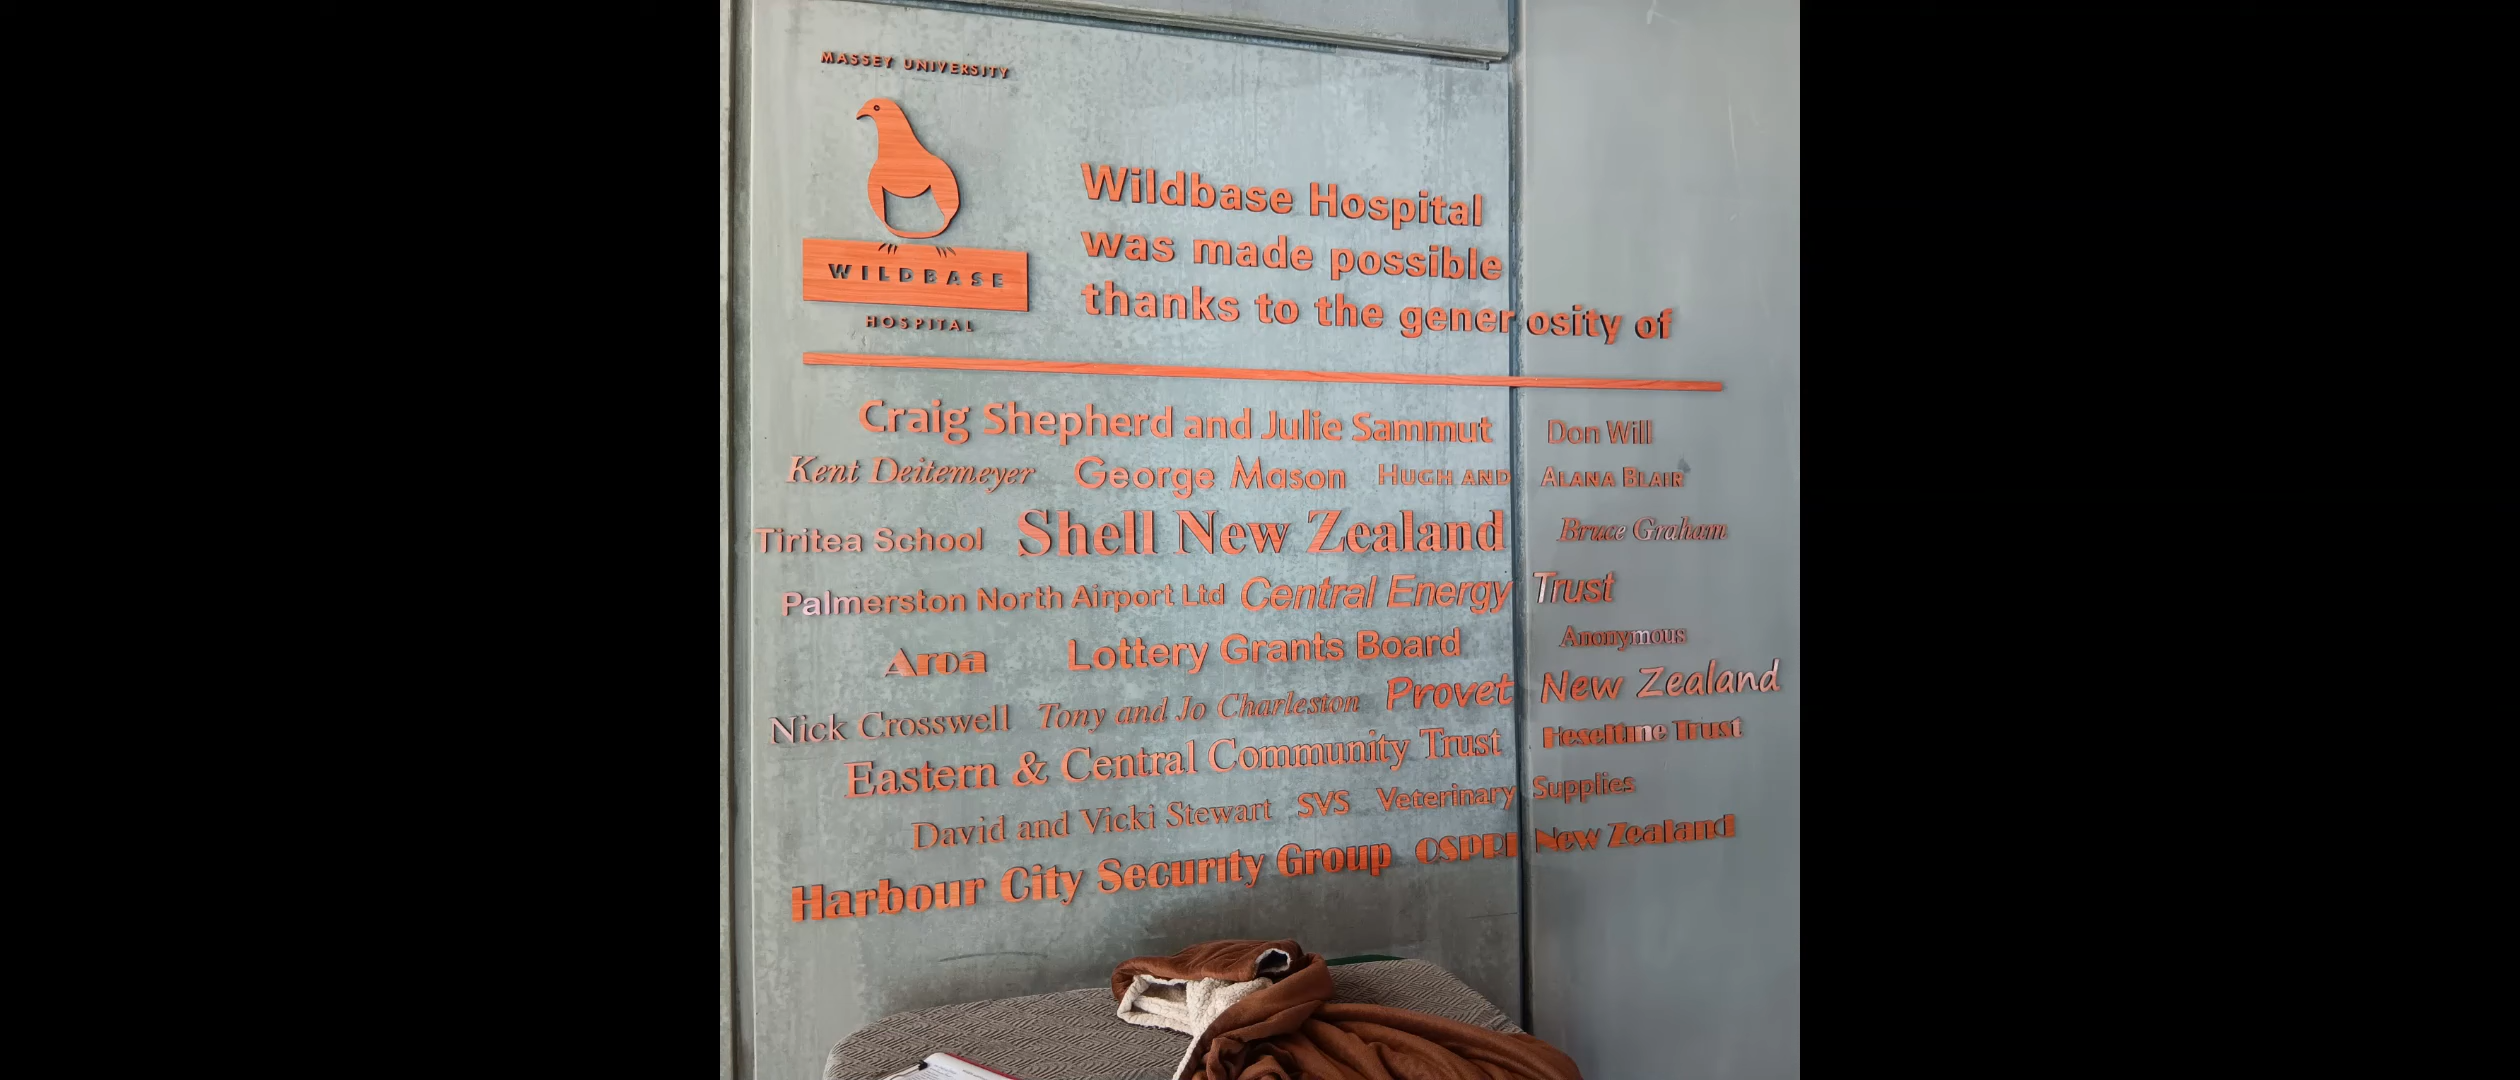 MASSEY UNIVERSITY
WILDBASE
HOSPITAL
Wildbase Hospital
was made possible
thanks to the generosity of
Craig Shepherd and Julie Sammut Don Will
Kent Deitemeyer George Mason HUGH AND ALANA BLAIR
Tiritea School Shell New Zealand Bruce Graham
Palmerston North Airport Ltd Central Energy Trust
Aroa Lottery Grants Board Anonymous
Nick Crosswell Tony and Jo Charleston Provet New Zealand
Eastern & Central Community Trust Heseltine Trust
David and Vicki Stewart SVS Veterinary Supplies
Harbour City Security Group OSPRI New Zealand